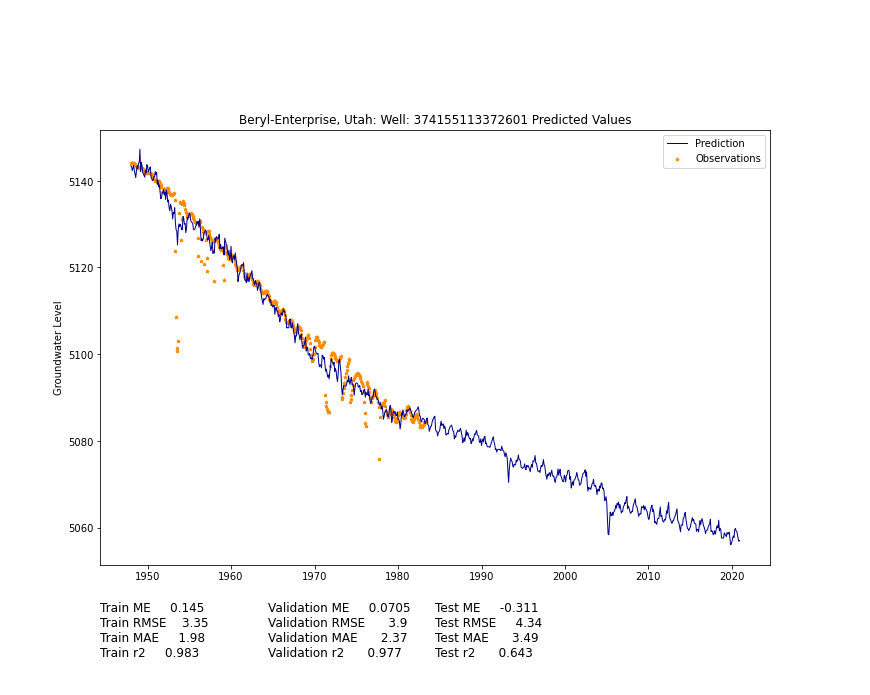 Beryl-Enterprise, Utah: Well: 374155113372601 Predicted Values
Prediction
Observations
Groundwater Level
5140
5120
5100
5080
5060
1950 1960 1970 1980 1990 2000 2010 2020
Train ME 0.145 Validation ME 0.0705 Test ME -0.311
Train RMSE 3.35 Validation RMSE 3.9 Test RMSE 4.34
Train MAE 1.98 Validation MAE 2.37 Test MAE 3.49
Train r2 0.983 Validation r2 0.977 Test r2 0.643